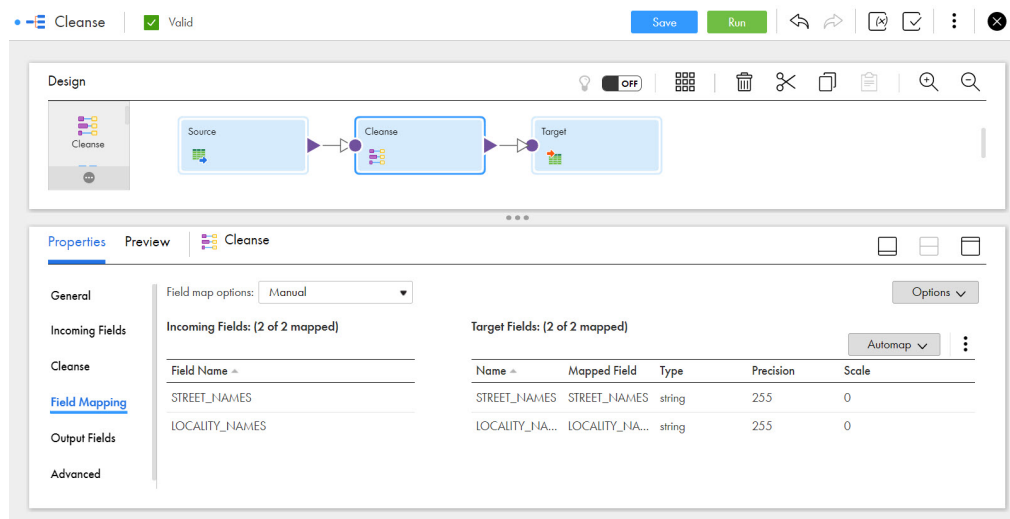 Cleanse Valid Save Run
Design OFF
Cleanse
Source Cleanse Target
Properties Preview Cleanse
General
Incoming Fields
Cleanse
Field Mapping
Output Fields
Advanced
Field map options: Manual Options
Incoming Fields: (2 of 2 mapped) Target Fields: (2 of 2 mapped)
Automap
Field Name Name Mapped Field Type Precision Scale
STREET_NAMES STREET_NAMES STREET_NAMES string 255 0
LOCALITY_NAMES LOCALITY_NA... LOCALITY_NA... string 255 0